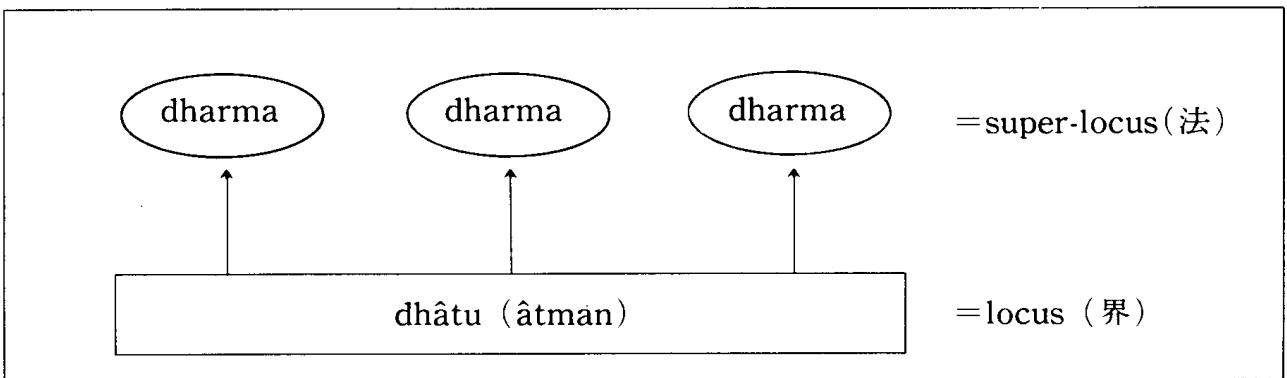 dharma dharma dharma =super-locus(法)
dhâtu (âtman) =locus (界)